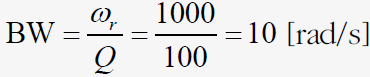 BW = ω_r / Q = 1000 / 100 = 10 [rad/s]